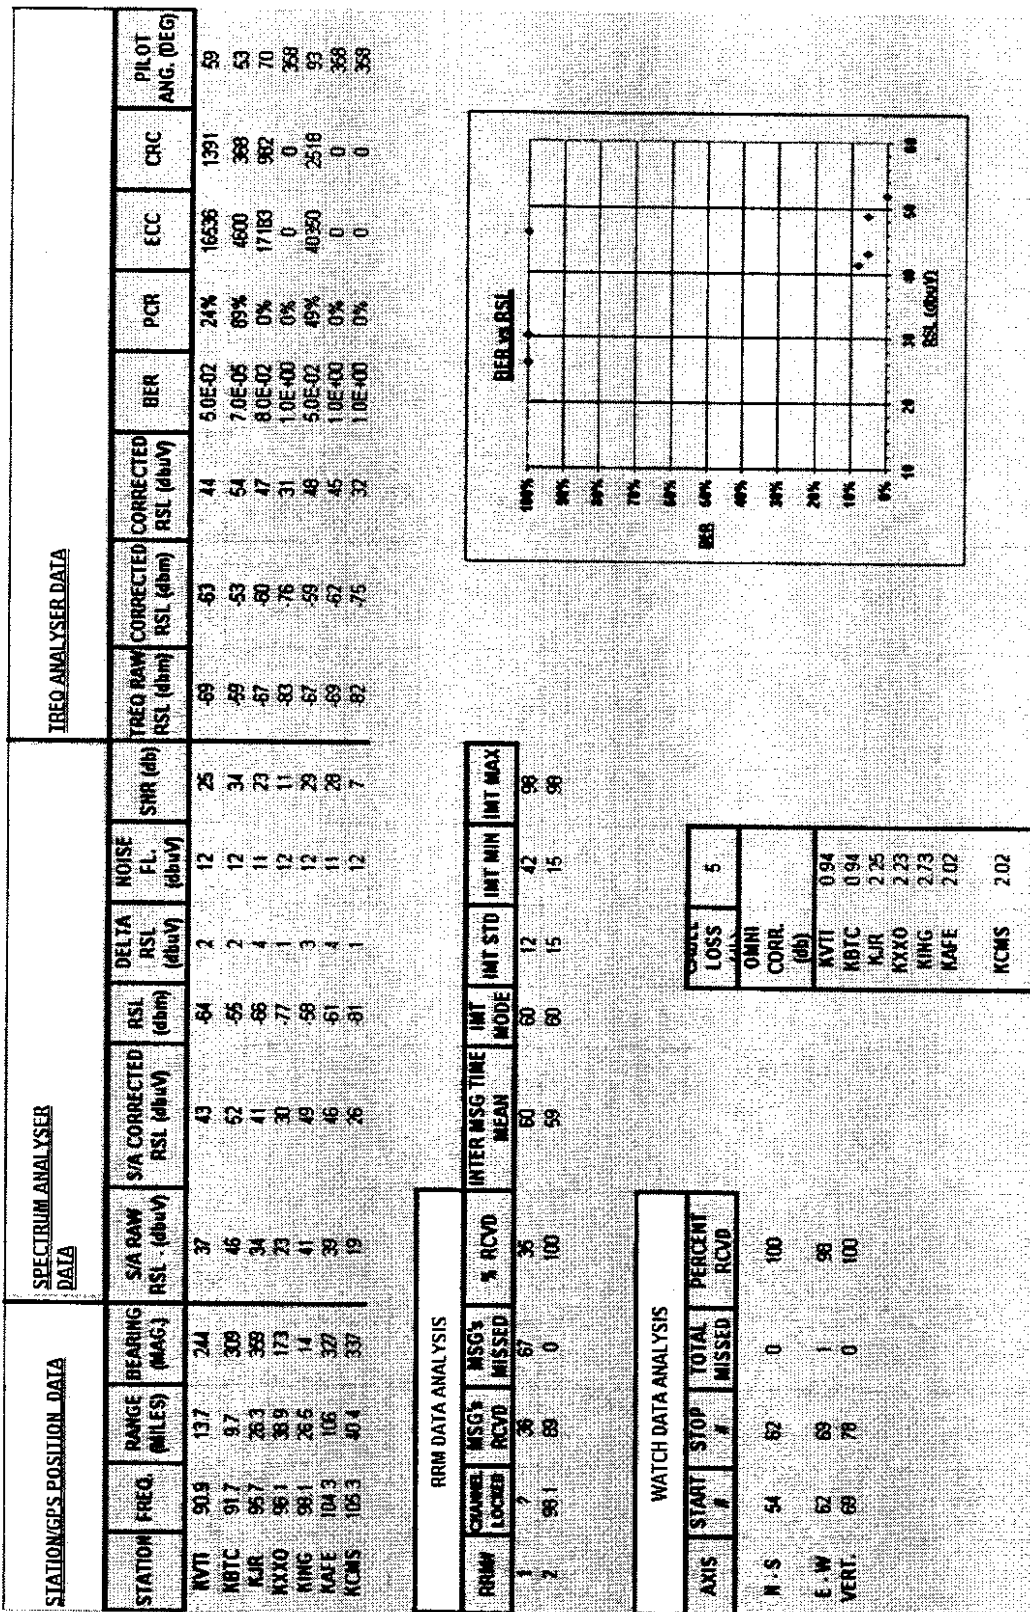 STATION/GPS POSITION DATA SPECTRUM ANALYSER DATA TREQ ANALYSER DATA
STATION FREQ. RANGE (MILES) BEARING (MAG.) S/A RAW RSL - (dbuV) S/A CORRECTED RSL (dbuV) RSL (dbm) DELTA RSL (dbuV) NOISE FL. (dbuV) SNR (db) TREQ RAW RSL (dbm) CORRECTED RSL (dbm) CORRECTED RSL (dbuV) BER PCR ECC CRC PILOT ANG. (DEG)
KVTI 90.9 13.7 244 37 43 -64 2 12 25 -69 -63 44 5.0E-02 24% 16636 1391 59
KBTC 91.7 9.7 309 46 52 -55 2 12 34 -59 -53 54 7.0E-05 89% 4600 368 53
KJR 95.7 26.3 359 34 41 -66 4 11 23 -67 -60 47 8.0E-02 0% 17183 982 70
KXXO 96.1 38.9 173 23 30 -77 1 12 11 -83 -76 31 1.0E+00 0% 0 0 358
KING 98.1 26.6 14 41 49 -58 3 12 29 -67 -59 48 5.0E-02 49% 40350 2518 93
KAFE 104.3 106 327 39 46 -61 4 11 28 -69 -62 45 1.0E+00 0% 0 0 358
KCMS 105.3 40.4 337 19 26 -81 1 12 7 -82 -75 32 1.0E+00 0% 0 0 358
RRM DATA ANALYSIS
RRM# CHANNEL LOCKED MSG's RCVD MSG's MISSED % RCVD INTER MSG TIME MEAN IMT MODE IMT STD IMT MIN IMT MAX
1 ? 36 67 35 60 60 12 42 98
2 98.1 89 0 100 59 60 15 15 98
WATCH DATA ANALYSIS
AXIS START # STOP # TOTAL MISSED PERCENT RCVD
N - S 54 62 0 100
E - W 62 69 1 98
VERT. 69 78 0 100
LOSS 5
OMNI CORR. (db)
KVTI 0.94
KBTC 0.94
KJR 2.25
KXXO 2.23
KING 2.73
KAFE 2.02
KCMS 2.02
BER vs RSL
BER
100%
90%
80%
70%
60%
50%
40%
30%
20%
10%
0%
10 20 30 40 50 60
RSL (dbuV)